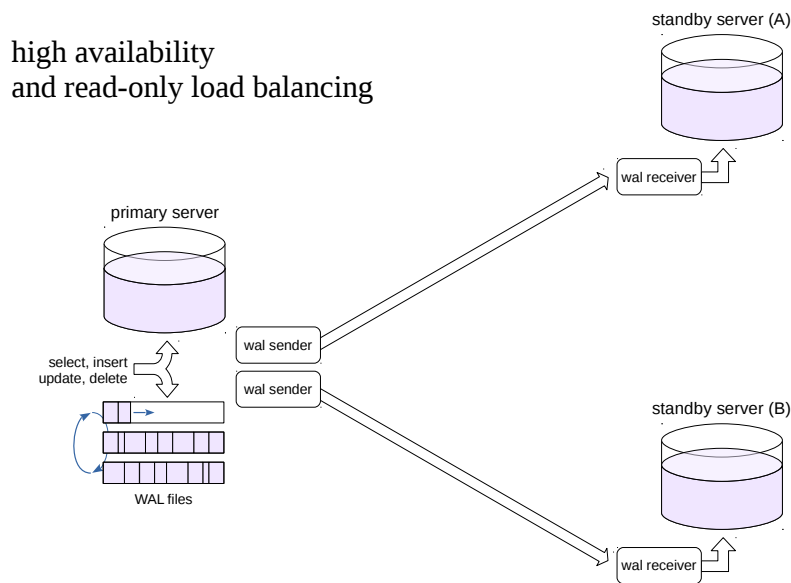 high availability
and read-only load balancing
standby server (A)
wal receiver
primary server
select, insert
update, delete
wal sender
wal sender
WAL files
standby server (B)
wal receiver